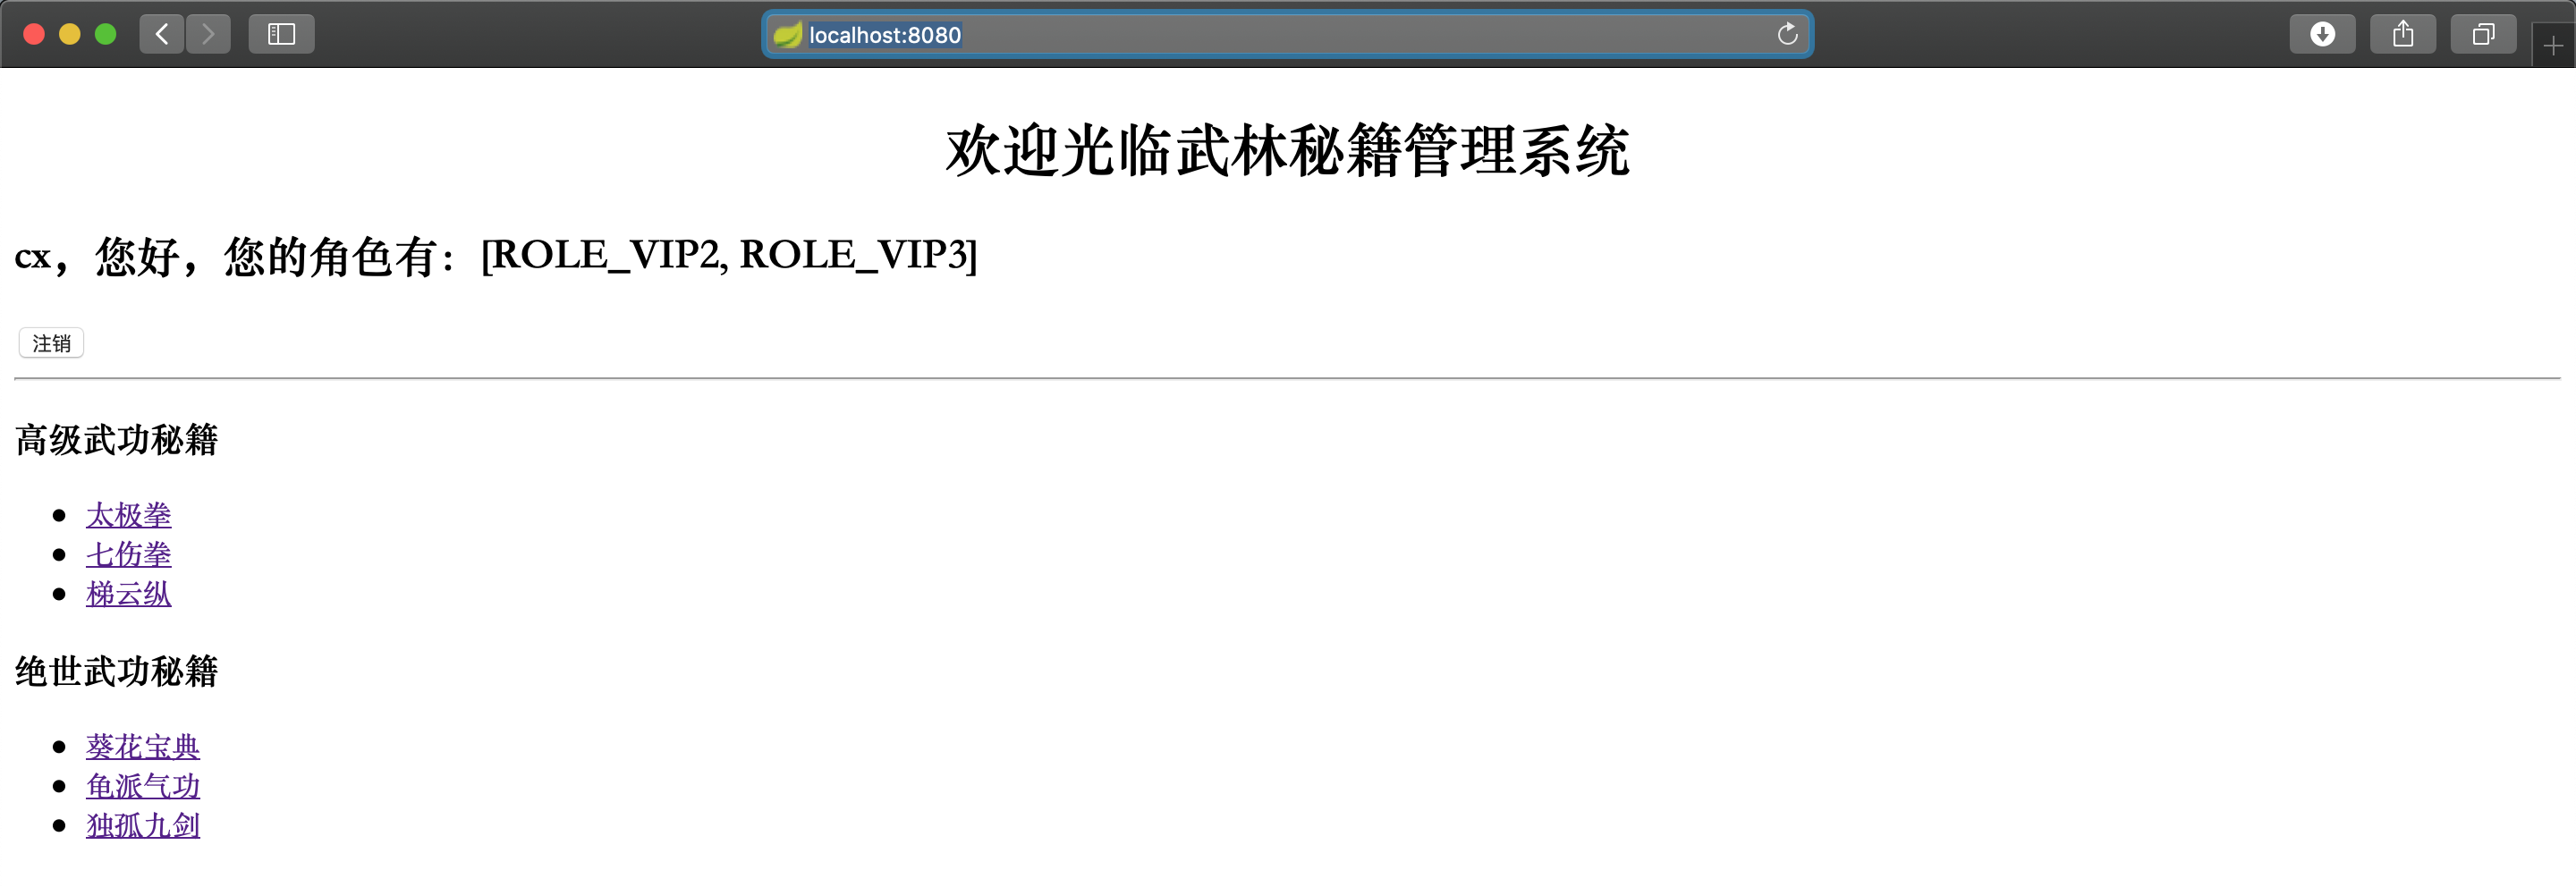 localhost:8080
欢迎光临武林秘籍管理系统
cx，您好，您的角色有：[ROLE_VIP2, ROLE_VIP3]
注销
高级武功秘籍
太极拳
七伤拳
梯云纵
绝世武功秘籍
葵花宝典
龟派气功
独孤九剑